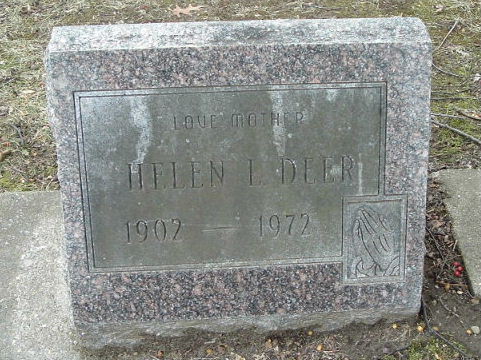 LOVE MOTHER
HELEN L. DEER
1902 — 1972